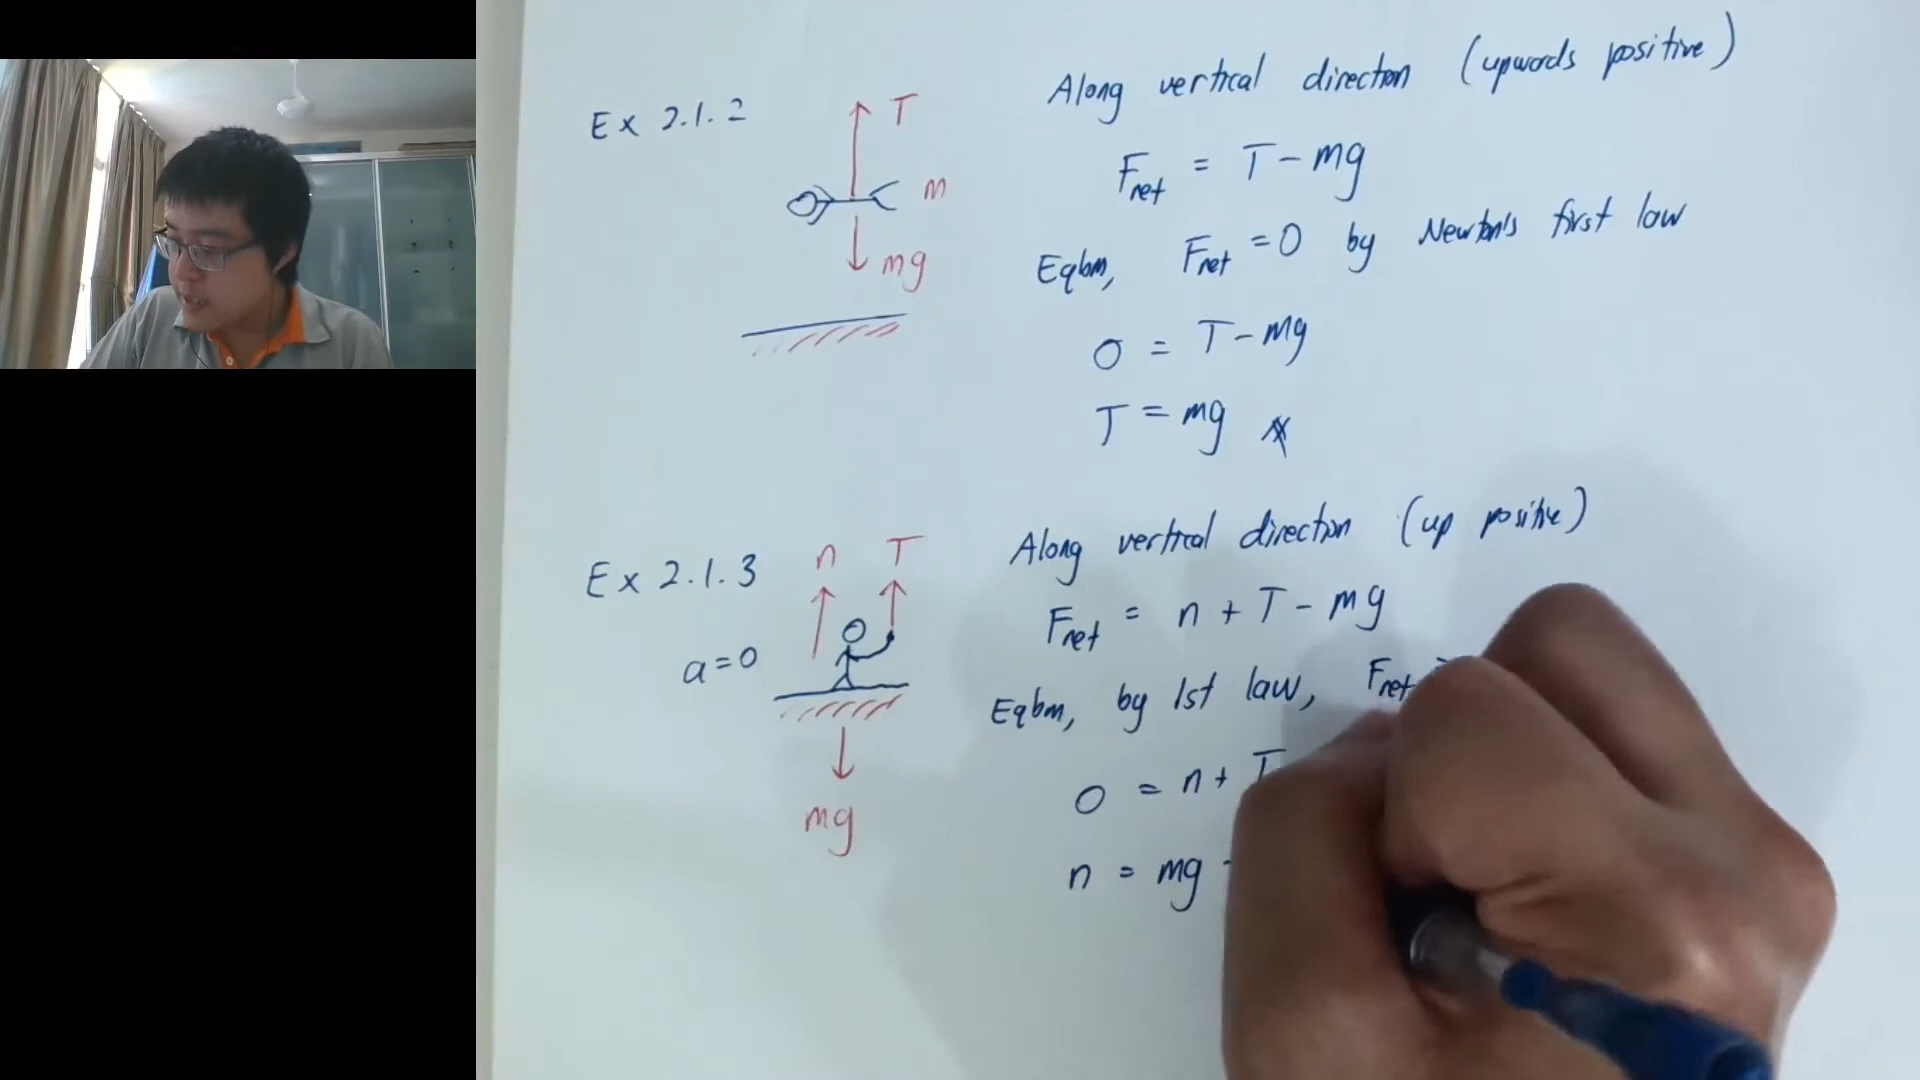 Ex 2.1.2
T
m
mg
Along vertical direction (upwards positive)
Fnet = T - mg
Eqbm, Fnet = 0 by Newton's first law
0 = T - mg
T = mg
Ex 2.1.3
n T
a = 0
mg
Along vertical direction (up positive)
Fnet = n + T - mg
Eqbm, by 1st law, Fnet =
0 = n + T
n = mg -